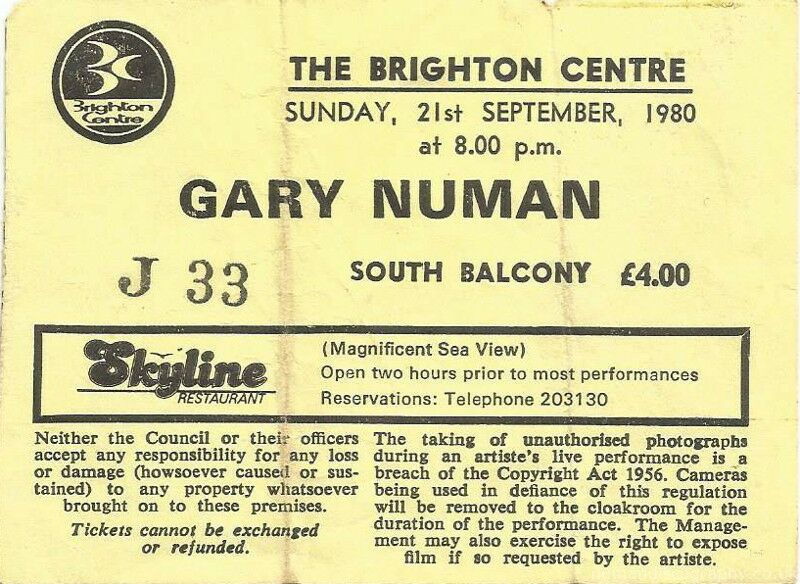 Brighton
Centre
THE BRIGHTON CENTRE
SUNDAY, 21st SEPTEMBER, 1980
at 8.00 p.m.
GARY NUMAN
J 33
SOUTH BALCONY £4.00
Skyline
RESTAURANT
(Magnificent Sea View)
Open two hours prior to most performances
Reservations: Telephone 203130
Neither the Council or their officers
accept any responsibility for any loss
or damage (howsoever caused or sus-
tained) to any property whatsoever
brought on to these premises.
Tickets cannot be exchanged
or refunded.
The taking of unauthorised photographs
during an artiste's live performance is a
breach of the Copyright Act 1956. Cameras
being used in defiance of this regulation
will be removed to the cloakroom for the
duration of the performance. The Manage-
ment may also exercise the right to expose
film if so requested by the artiste.